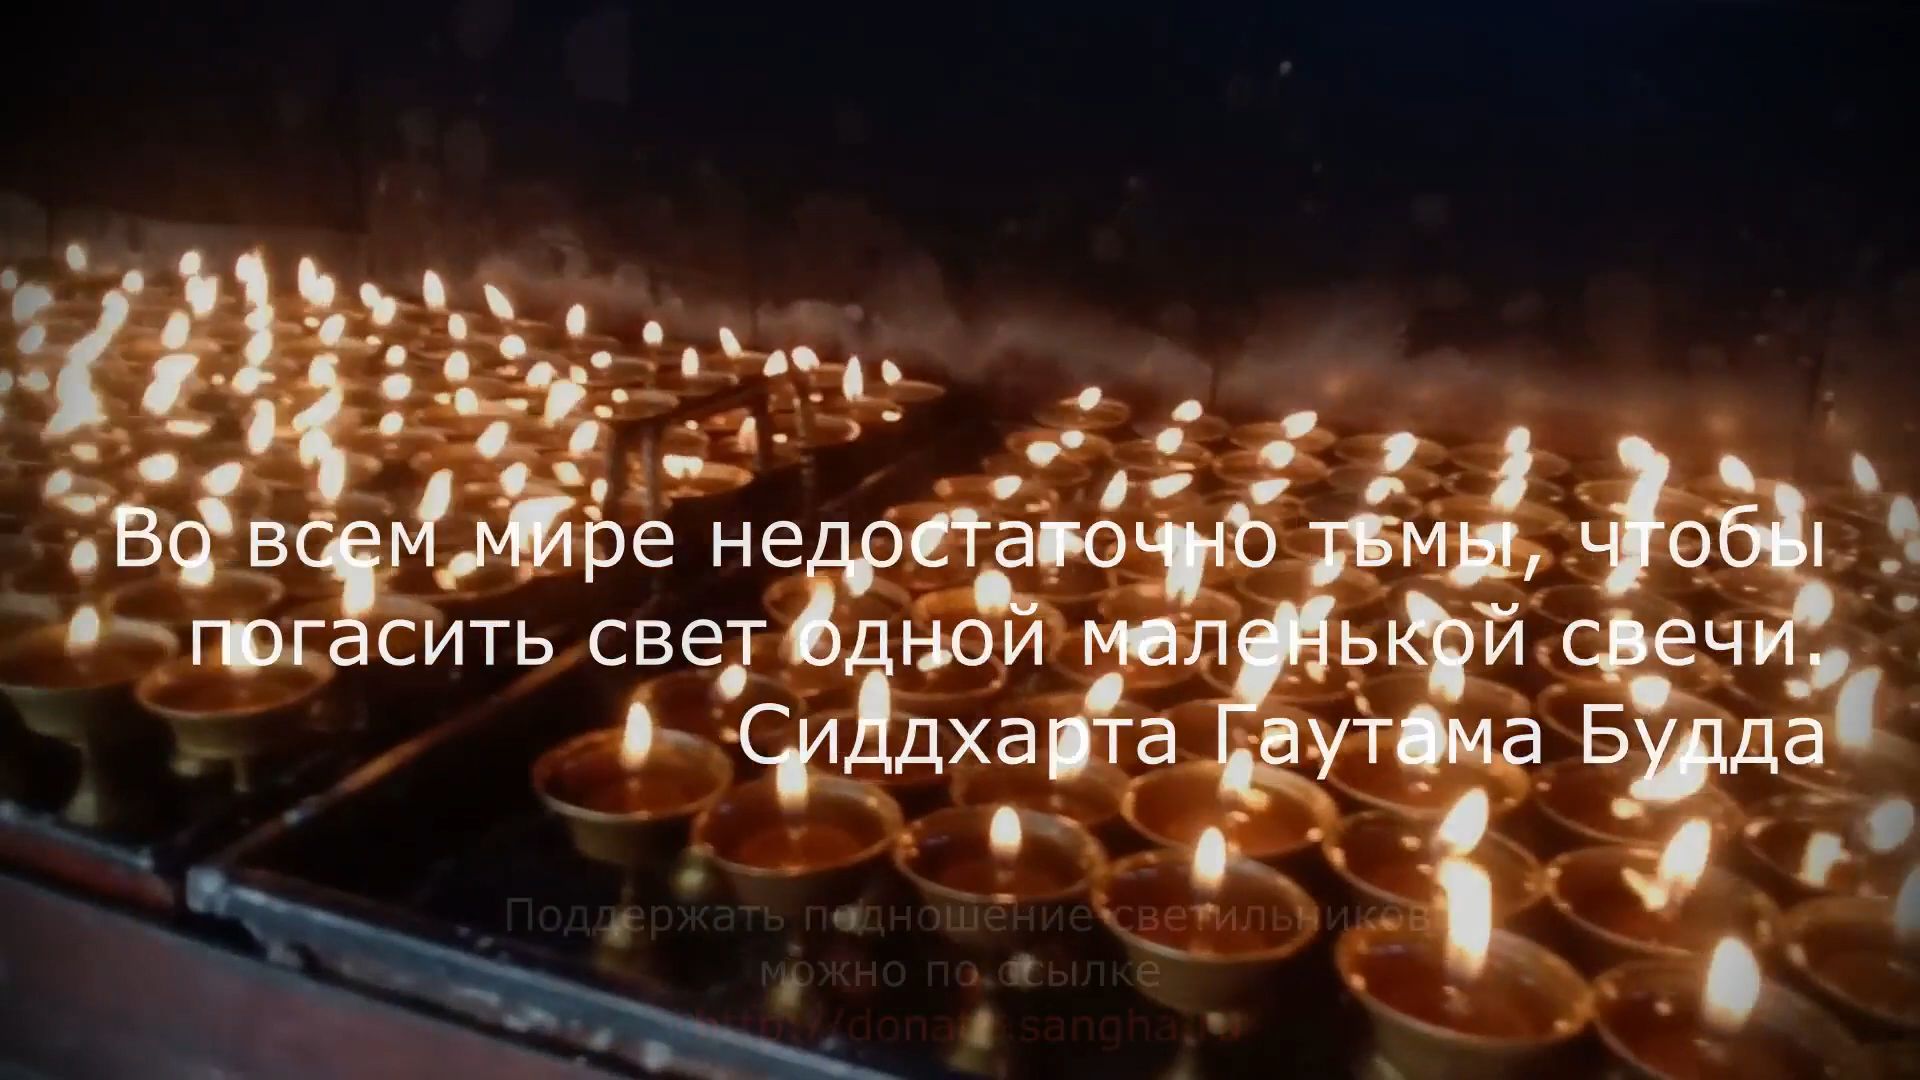 Во всем мире недостаточно тьмы, чтобы
погасить свет одной маленькой свечи.
Сиддхарта Гаутама Будда
Поддержать подношение светильников
можно по ссылке